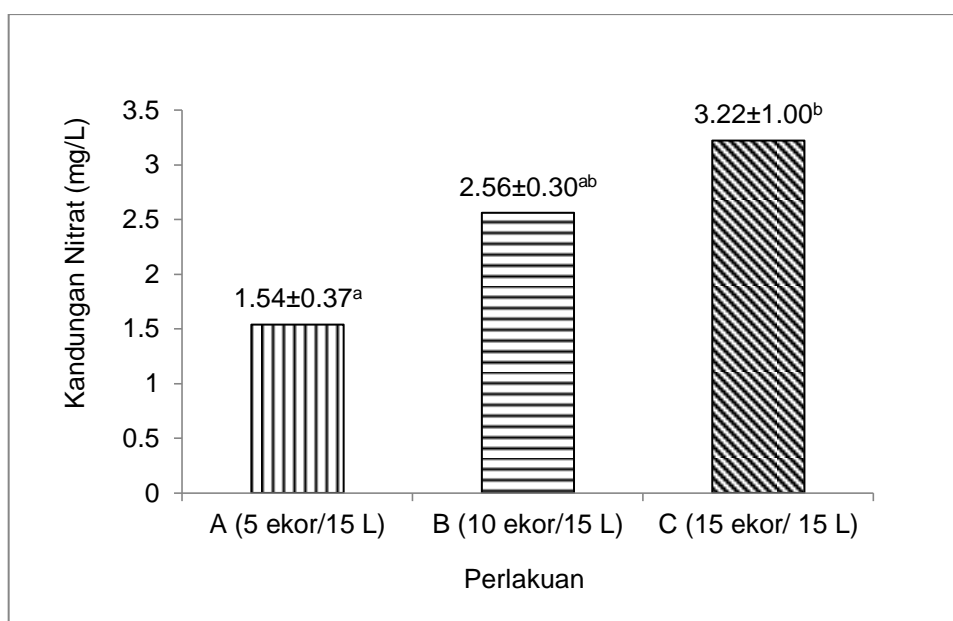 Kandungan Nitrat (mg/L)
3.5
3
2.5
2
1.5
1
0.5
0
1.54±0.37ᵃ
2.56±0.30ᵃᵇ
3.22±1.00ᵇ
A (5 ekor/15 L)
B (10 ekor/15 L)
C (15 ekor/ 15 L)
Perlakuan